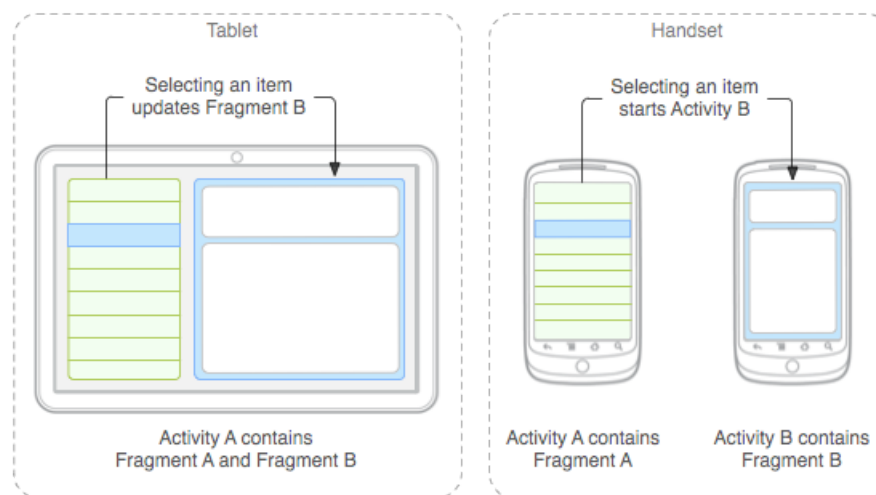 Tablet
Selecting an item
updates Fragment B
Activity A contains
Fragment A and Fragment B
Handset
Selecting an item
starts Activity B
Activity A contains
Fragment A
Activity B contains
Fragment B